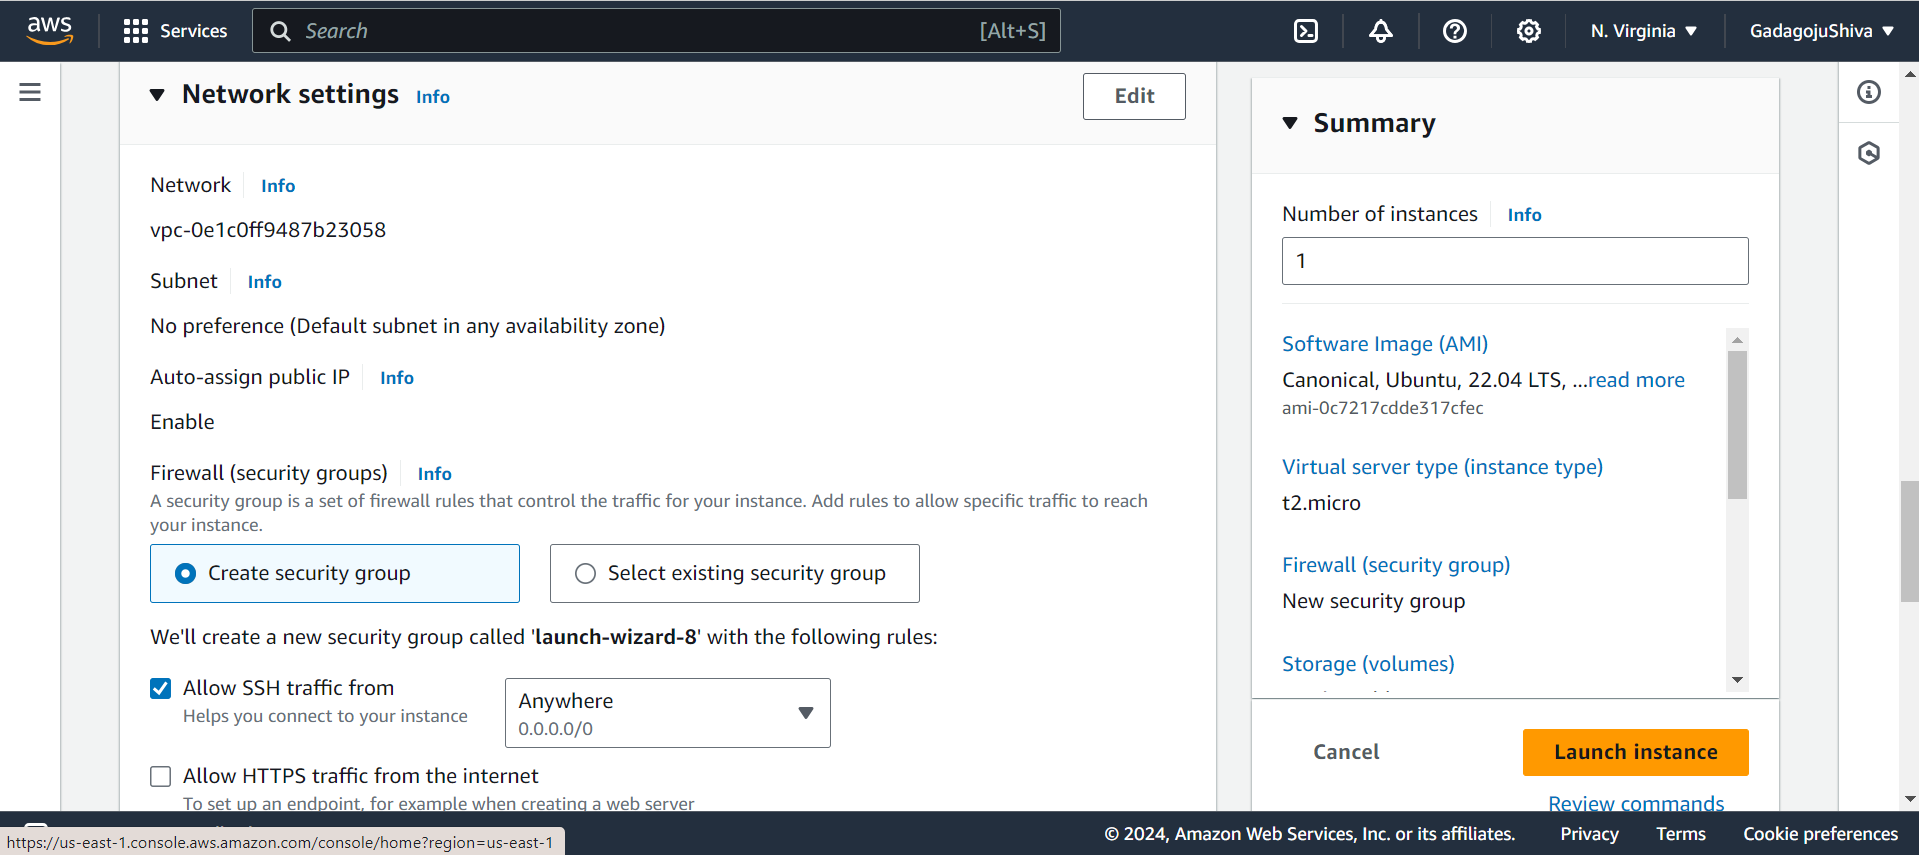 aws
Services
Search
[Alt+S]
N. Virginia
GadagojuShiva
Network settings Info
Edit
Network Info
vpc-0e1c0ff9487b23058
Subnet Info
No preference (Default subnet in any availability zone)
Auto-assign public IP Info
Enable
Firewall (security groups) Info
A security group is a set of firewall rules that control the traffic for your instance. Add rules to allow specific traffic to reach
your instance.
Create security group
Select existing security group
We'll create a new security group called 'launch-wizard-8' with the following rules:
Allow SSH traffic from
Helps you connect to your instance
Anywhere
0.0.0.0/0
Allow HTTPS traffic from the internet
To set up an endpoint, for example when creating a web server
Summary
Number of instances Info
1
Software Image (AMI)
Canonical, Ubuntu, 22.04 LTS, ...read more
ami-0c7217cdde317cfec
Virtual server type (instance type)
t2.micro
Firewall (security group)
New security group
Storage (volumes)
Cancel
Launch instance
Review commands
https://us-east-1.console.aws.amazon.com/console/home?region=us-east-1
© 2024, Amazon Web Services, Inc. or its affiliates.
Privacy
Terms
Cookie preferences